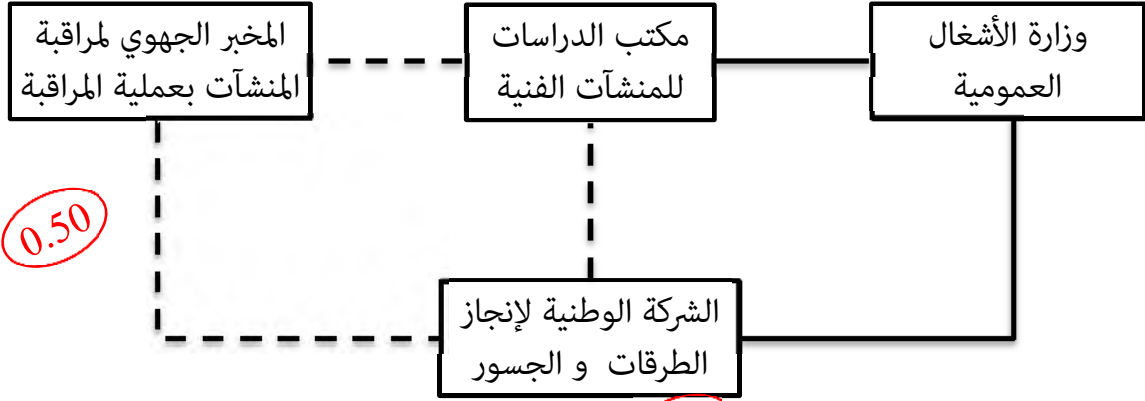 وزارة الأشغال
العمومية
مكتب الدراسات
للمنشآت الفنية
المخبر الجهوي لمراقبة
المنشآت بعملية المراقبة
0.50
الشركة الوطنية لإنجاز
الطرقات و الجسور